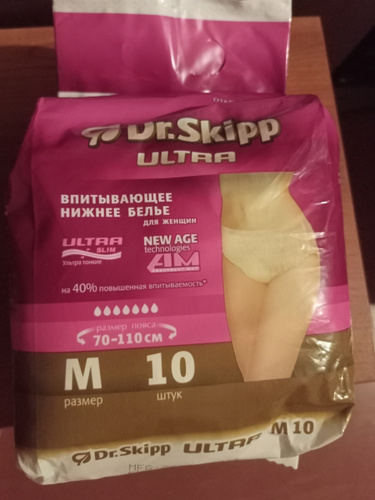 Dr.Skipp
ULTRA
ВПИТЫВАЮЩЕЕ
НИЖНЕЕ БЕЛЬЕ
для женщин
ULTRA
SLIM
Ультра тонкие
NEW AGE
technologies
AM
на 40% повышенная впитываемость*
размер пояса
70-110 см
M 10
размер штук
Dr.Skipp ULTRA M 10